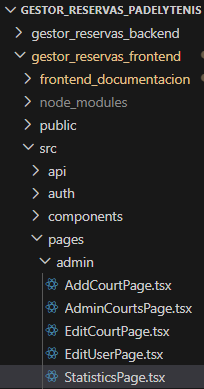 GESTOR_RESERVAS_PADELYTENIS
gestor_reservas_backend
gestor_reservas_frontend
frontend_documentacion
node_modules
public
src
api
auth
components
pages
admin
AddCourtPage.tsx
AdminCourtsPage.tsx
EditCourtPage.tsx
EditUserPage.tsx
StatisticsPage.tsx